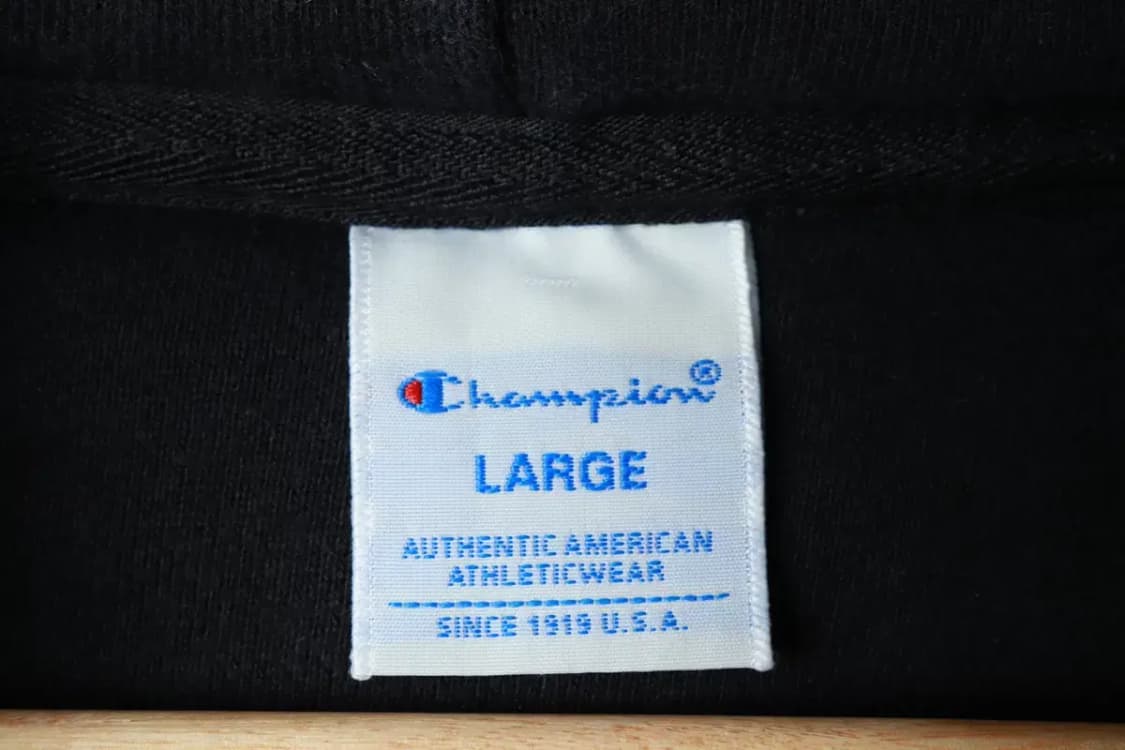 Champion®
LARGE
AUTHENTIC AMERICAN
ATHLETICWEAR
SINCE 1919 U.S.A.